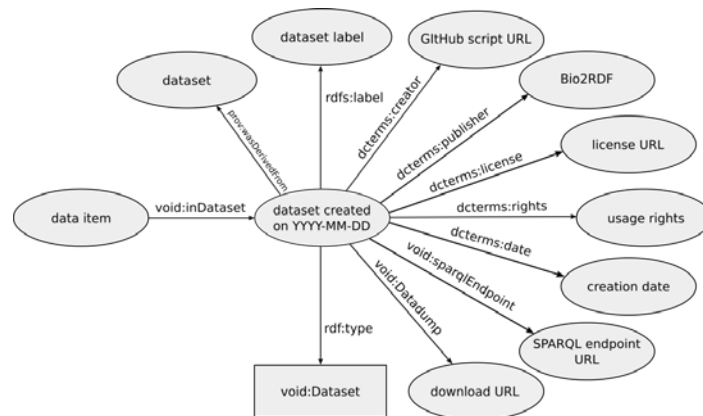 dataset label
GItHub script URL
dataset
Bio2RDF
rdfs:label
dcterms:creator
dcterms:publisher
prov:wasDerivedFrom
license URL
dcterms:license
data item
void:inDataset
dataset created
on YYYY-MM-DD
dcterms:rights
usage rights
dcterms:date
void:sparqlEndpoint
creation date
void:Datadump
rdf:type
SPARQL endpoint
URL
void:Dataset
download URL